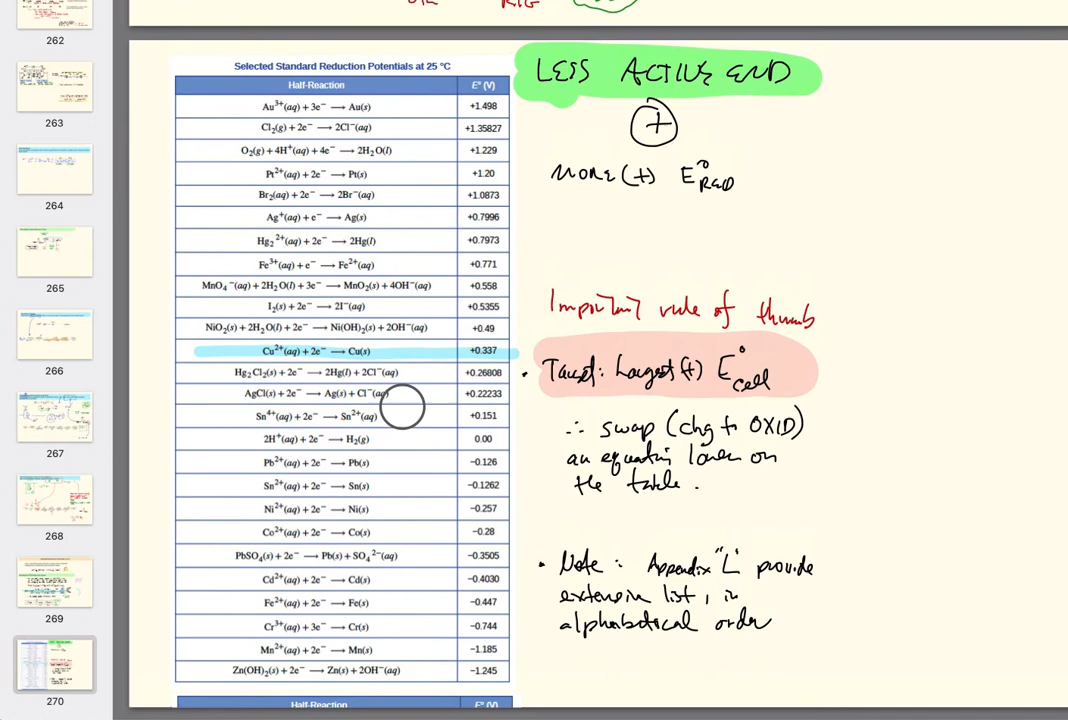 262
263
264
265
266
267
268
269
270
Selected Standard Reduction Potentials at 25 °C
Half-Reaction E° (V)
Au³⁺(aq) + 3e⁻ ⟶ Au(s) +1.498
Cl₂(g) + 2e⁻ ⟶ 2Cl⁻(aq) +1.35827
O₂(g) + 4H⁺(aq) + 4e⁻ ⟶ 2H₂O(l) +1.229
Pt²⁺(aq) + 2e⁻ ⟶ Pt(s) +1.20
Br₂(aq) + 2e⁻ ⟶ 2Br⁻(aq) +1.0873
Ag⁺(aq) + e⁻ ⟶ Ag(s) +0.7996
Hg₂²⁺(aq) + 2e⁻ ⟶ 2Hg(l) +0.7973
Fe³⁺(aq) + e⁻ ⟶ Fe²⁺(aq) +0.771
MnO₄⁻(aq) + 2H₂O(l) + 3e⁻ ⟶ MnO₂(s) + 4OH⁻(aq) +0.558
I₂(s) + 2e⁻ ⟶ 2I⁻(aq) +0.5355
NiO₂(s) + 2H₂O(l) + 2e⁻ ⟶ Ni(OH)₂(s) + 2OH⁻(aq) +0.49
Cu²⁺(aq) + 2e⁻ ⟶ Cu(s) +0.337
Hg₂Cl₂(s) + 2e⁻ ⟶ 2Hg(l) + 2Cl⁻(aq) +0.26808
AgCl(s) + 2e⁻ ⟶ Ag(s) + Cl⁻(aq) +0.22233
Sn⁴⁺(aq) + 2e⁻ ⟶ Sn²⁺(aq) +0.151
2H⁺(aq) + 2e⁻ ⟶ H₂(g) 0.00
Pb²⁺(aq) + 2e⁻ ⟶ Pb(s) −0.126
Sn²⁺(aq) + 2e⁻ ⟶ Sn(s) −0.1262
Ni²⁺(aq) + 2e⁻ ⟶ Ni(s) −0.257
Co²⁺(aq) + 2e⁻ ⟶ Co(s) −0.28
PbSO₄(s) + 2e⁻ ⟶ Pb(s) + SO₄²⁻(aq) −0.3505
Cd²⁺(aq) + 2e⁻ ⟶ Cd(s) −0.4030
Fe²⁺(aq) + 2e⁻ ⟶ Fe(s) −0.447
Cr³⁺(aq) + 3e⁻ ⟶ Cr(s) −0.744
Mn²⁺(aq) + 2e⁻ ⟶ Mn(s) −1.185
Zn(OH)₂(s) + 2e⁻ ⟶ Zn(s) + 2OH⁻(aq) −1.245
Half-Reaction E° (V)
LESS ACTIVE END
+
MORE (+) E°RED
Important rule of thumb
• Target: Largest (+) E°cell
∴ swap (chg to OXID)
an equation lower on
the table.
• Note: Appendix "L" provide
extensive list, in
alphabetical order